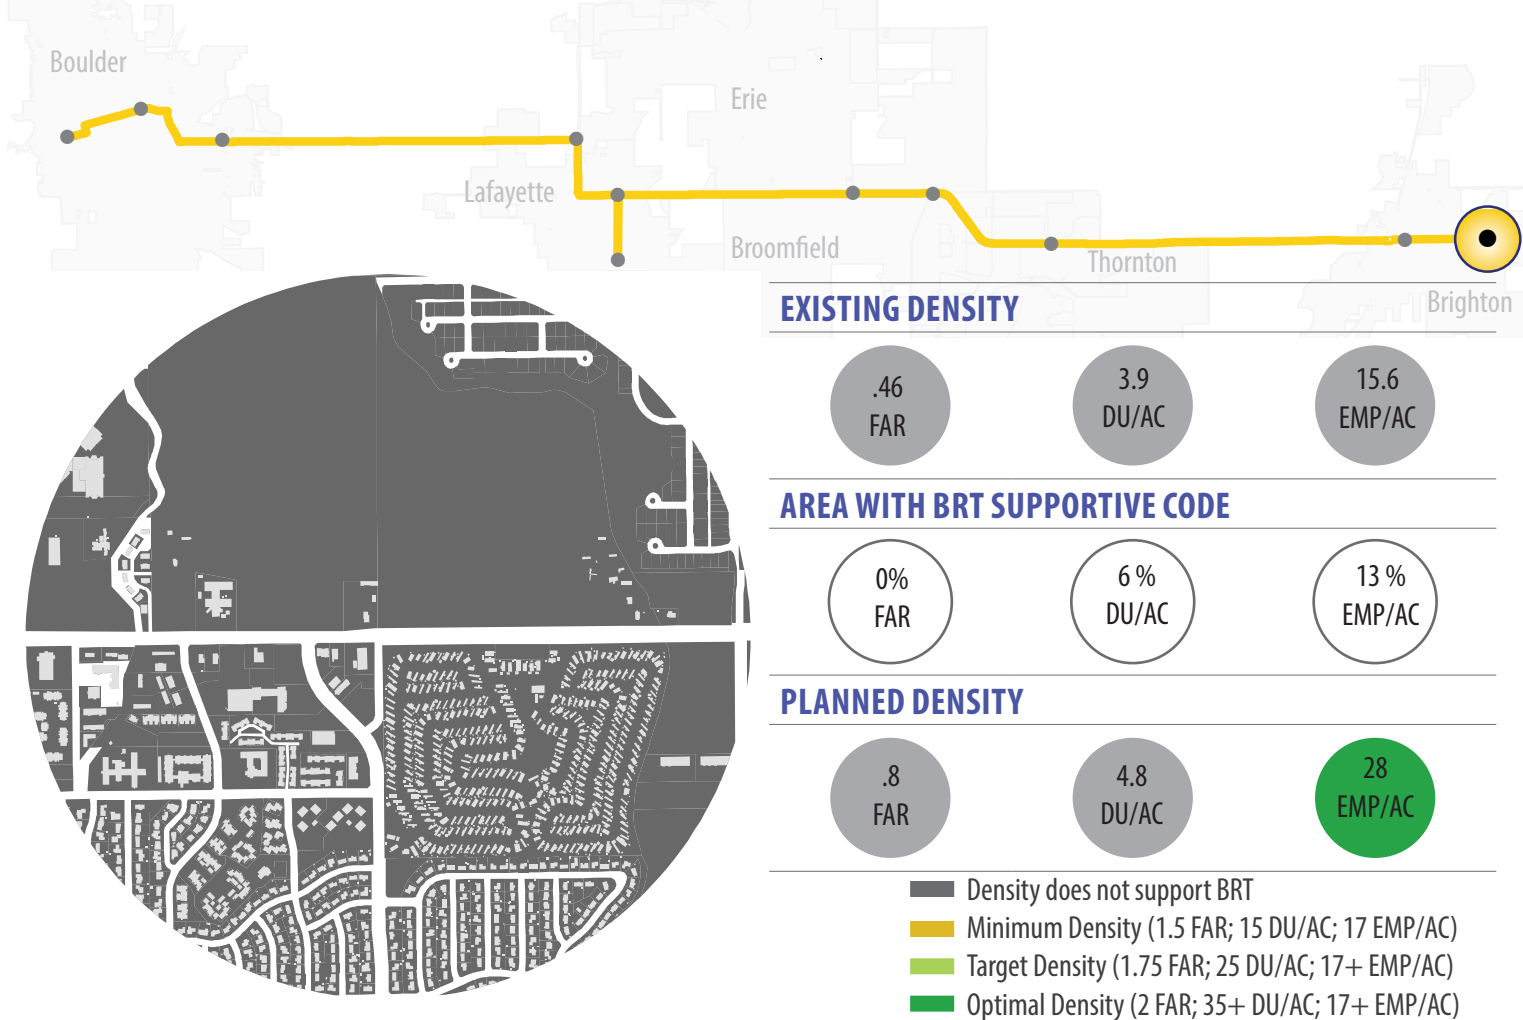 Boulder
Erie
Lafayette
Broomfield
Thornton
Brighton
EXISTING DENSITY
.46
FAR
3.9
DU/AC
15.6
EMP/AC
AREA WITH BRT SUPPORTIVE CODE
0%
FAR
6 %
DU/AC
13 %
EMP/AC
PLANNED DENSITY
.8
FAR
4.8
DU/AC
28
EMP/AC
Density does not support BRT
Minimum Density (1.5 FAR; 15 DU/AC; 17 EMP/AC)
Target Density (1.75 FAR; 25 DU/AC; 17+ EMP/AC)
Optimal Density (2 FAR; 35+ DU/AC; 17+ EMP/AC)